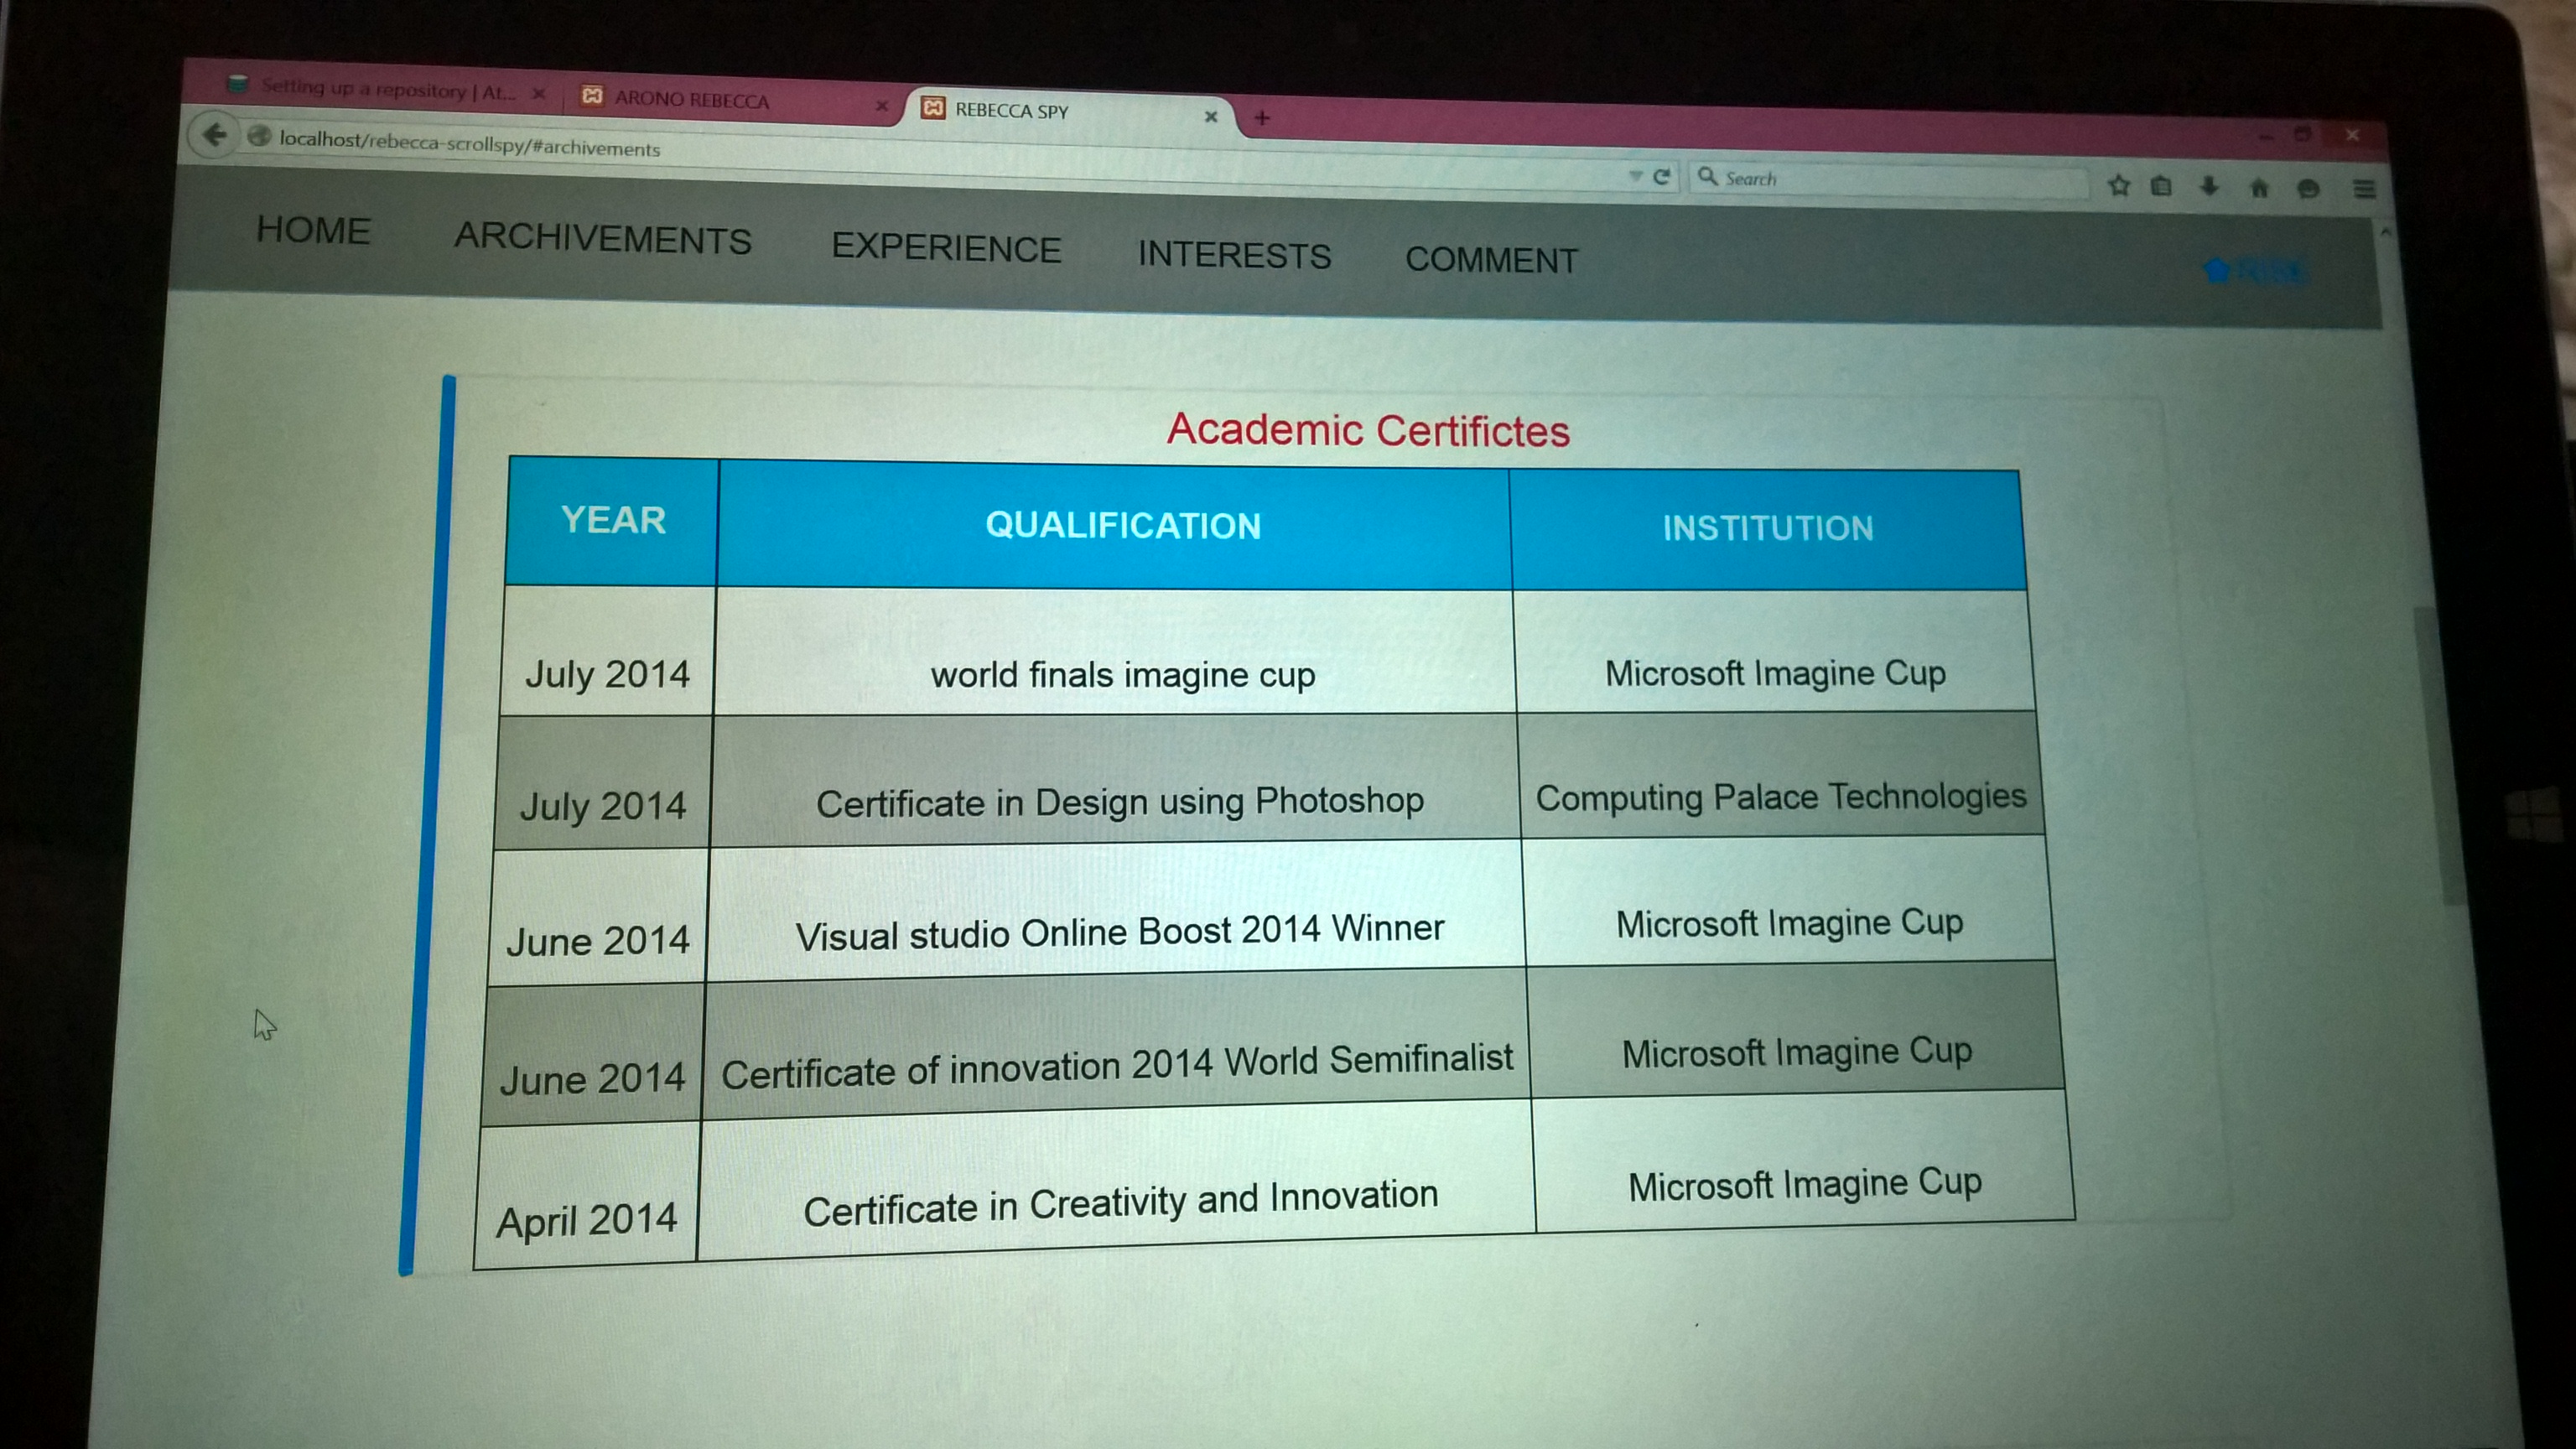 Setting up a repository | At...
ARONO REBECCA
REBECCA SPY
localhost/rebecca-scrollspy/#archivements
Search
HOME ARCHIVEMENTS EXPERIENCE INTERESTS COMMENT
Academic Certifictes
YEAR QUALIFICATION INSTITUTION
July 2014 world finals imagine cup Microsoft Imagine Cup
July 2014 Certificate in Design using Photoshop Computing Palace Technologies
June 2014 Visual studio Online Boost 2014 Winner Microsoft Imagine Cup
June 2014 Certificate of innovation 2014 World Semifinalist Microsoft Imagine Cup
April 2014 Certificate in Creativity and Innovation Microsoft Imagine Cup